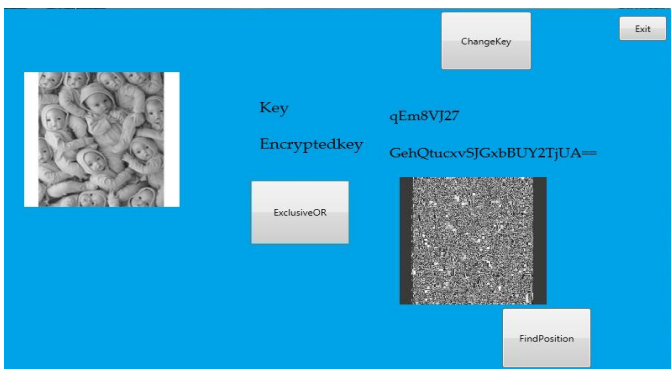 ChangeKey
Exit
Key
qEm8VJ27
Encryptedkey
GehQtucxvSJGxbBUY2TjUA==
ExclusiveOR
FindPosition